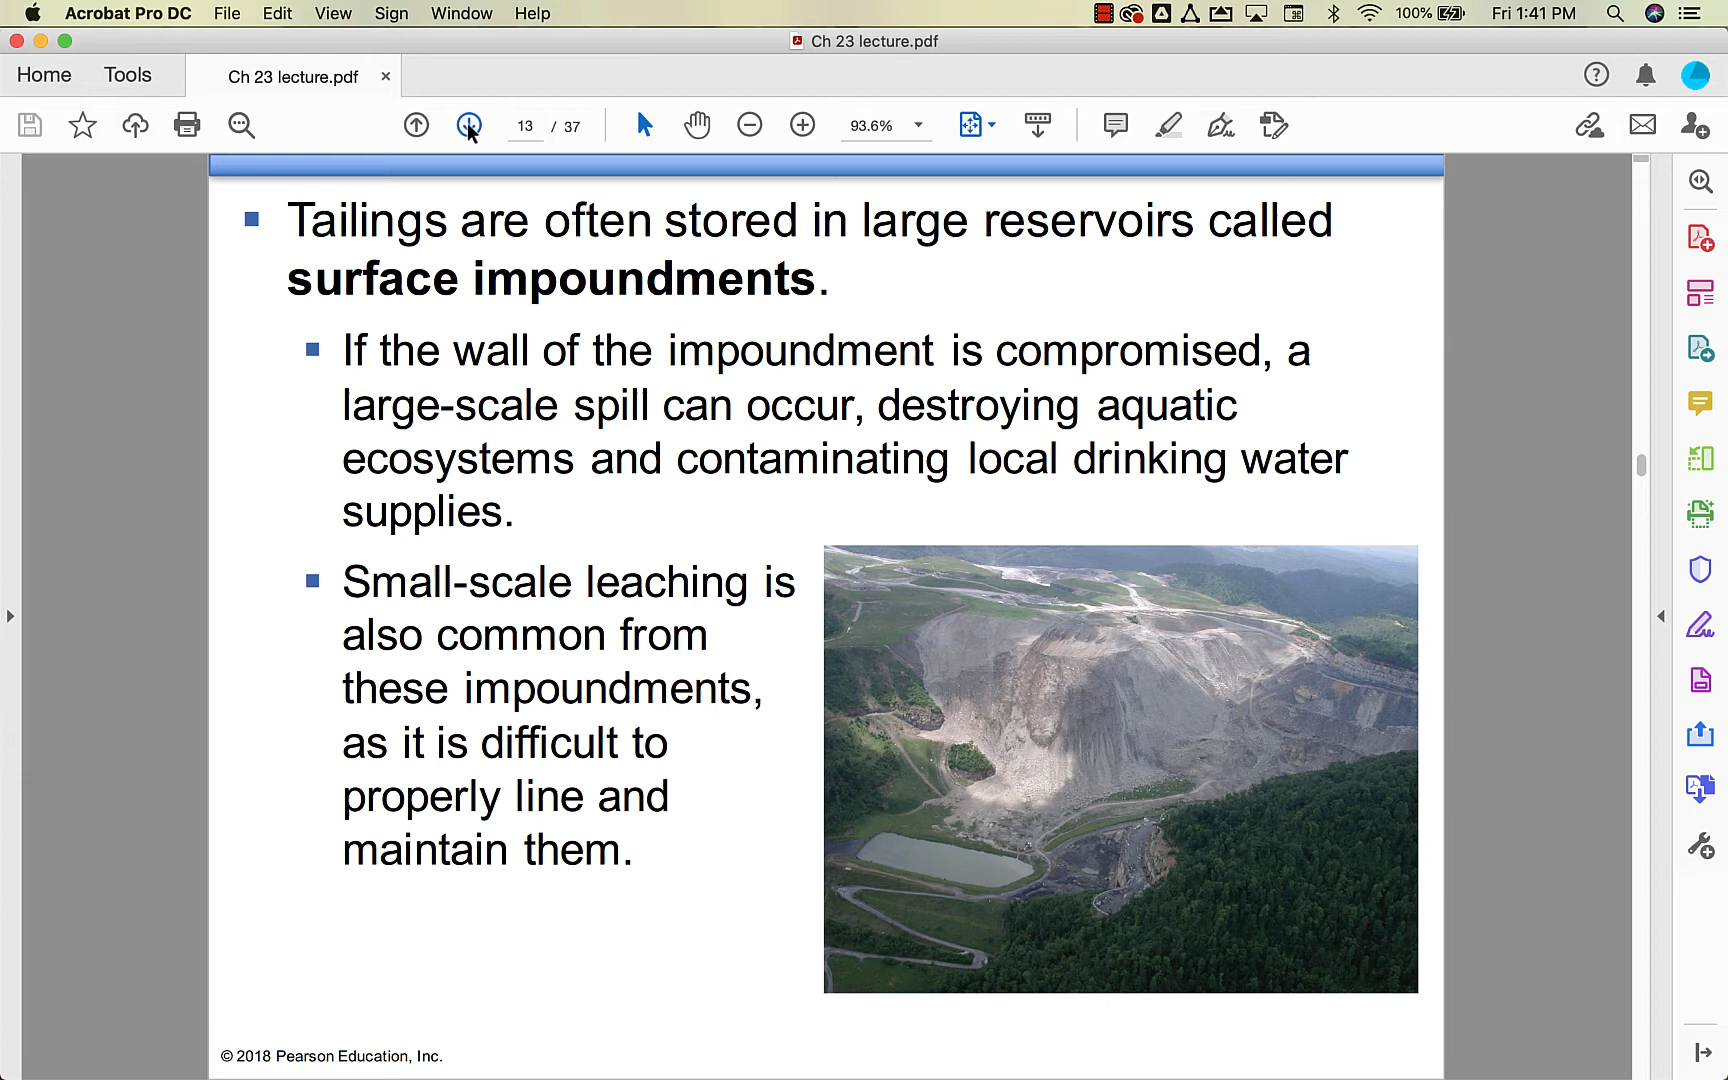 Acrobat Pro DC File Edit View Sign Window Help 100% Fri 1:41 PM
Ch 23 lecture.pdf
Home Tools Ch 23 lecture.pdf ×
13 / 37 93.6%
Tailings are often stored in large reservoirs called
surface impoundments.
If the wall of the impoundment is compromised, a
large-scale spill can occur, destroying aquatic
ecosystems and contaminating local drinking water
supplies.
Small-scale leaching is
also common from
these impoundments,
as it is difficult to
properly line and
maintain them.
© 2018 Pearson Education, Inc.